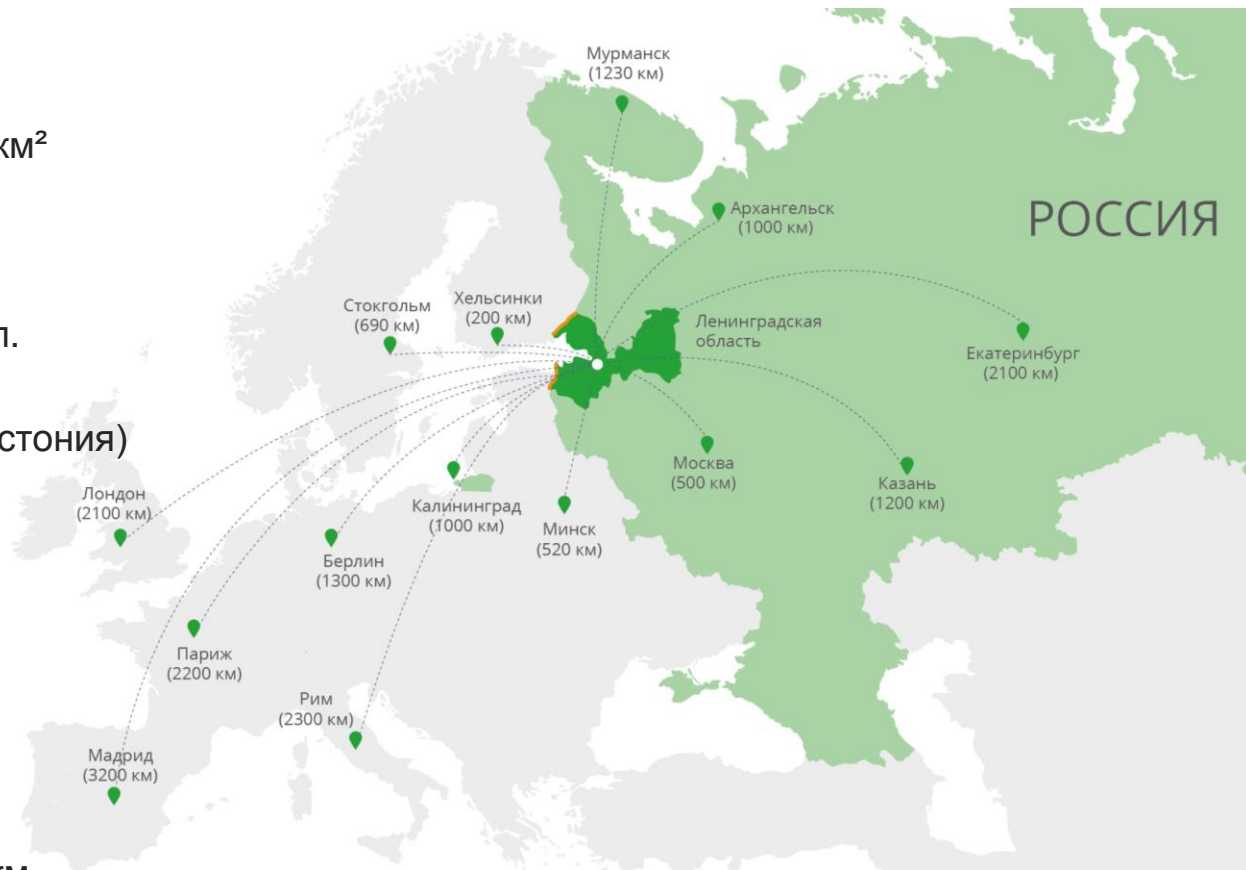 км²
л.
стония)
км
Мурманск
(1230 км)
Архангельск
(1000 км)
РОССИЯ
Стокгольм
(690 км)
Хельсинки
(200 км)
Ленинградская
область
Екатеринбург
(2100 км)
Москва
(500 км)
Казань
(1200 км)
Лондон
(2100 км)
Калининград
(1000 км)
Минск
(520 км)
Берлин
(1300 км)
Париж
(2200 км)
Рим
(2300 км)
Мадрид
(3200 км)